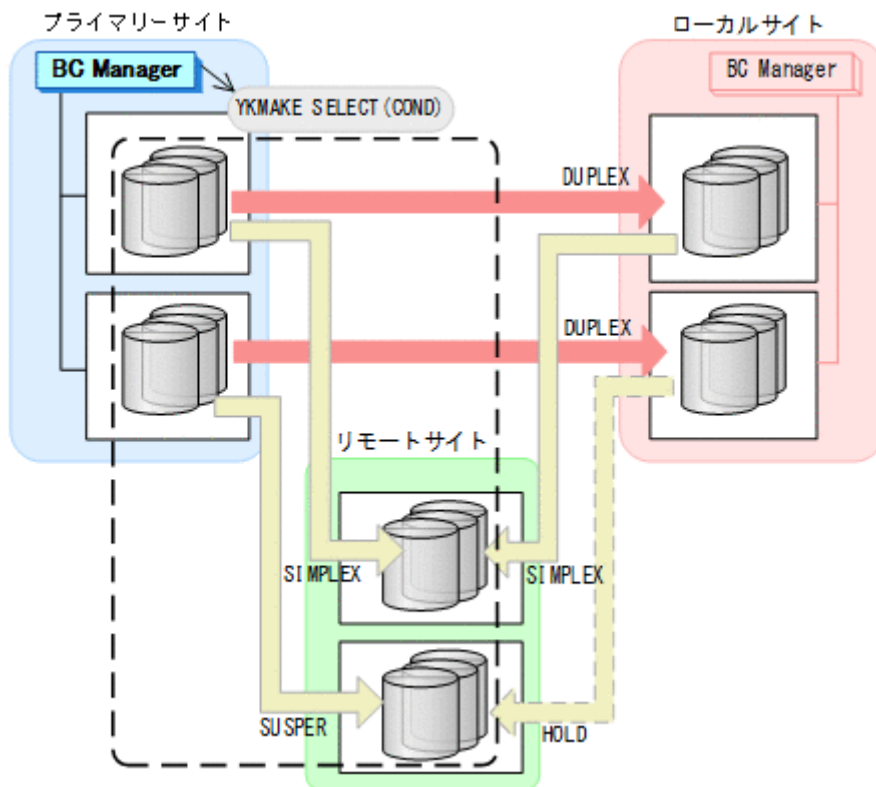 プライマリーサイト
ローカルサイト
BC Manager
BC Manager
YKMAKE SELECT(COND)
DUPLEX
DUPLEX
リモートサイト
SIMPLEX
SIMPLEX
SUSPER
HOLD